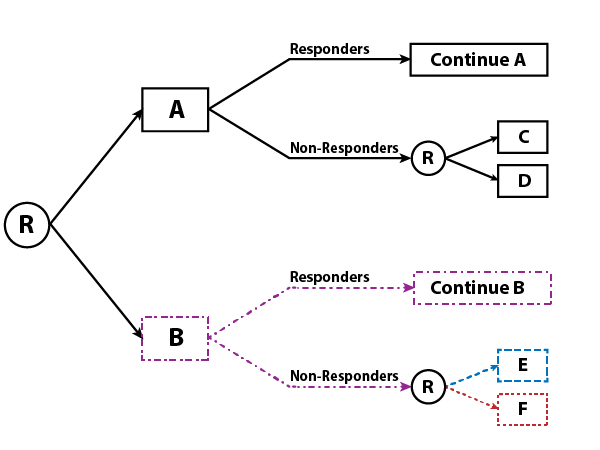 Responders
Continue A
A
Non-Responders
R
C
D
R
Responders
Continue B
B
Non-Responders
R
E
F